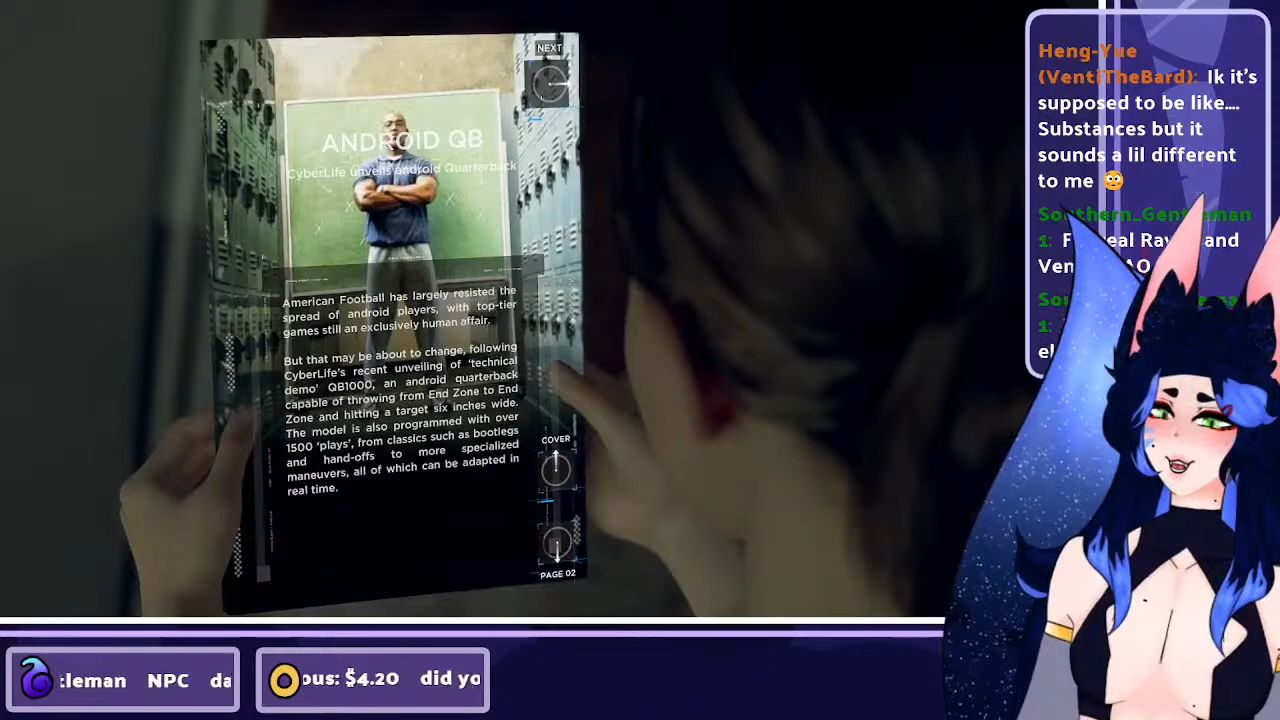 NEXT
ANDROID QB
CyberLife unveils android Quarterback
American Football has largely resisted the
spread of android players, with top-tier
games still an exclusively human affair.
But that may be about to change, following
CyberLife's recent unveiling of 'technical
demo' QB1000, an android quarterback
capable of throwing from End Zone to End
Zone and hitting a target six inches wide.
The model is also programmed with over
1500 'plays', from classics such as bootlegs
and hand-offs to more specialized
maneuvers, all of which can be adapted in
real time.
COVER
PAGE 02
Heng-Yue
(VentiTheBard): Ik it's
supposed to be like....
Substances but it
sounds a lil different
to me 😳
Southern_Gentleman
1: and
1:
tleman NPC da
ous: $4.20 did yo